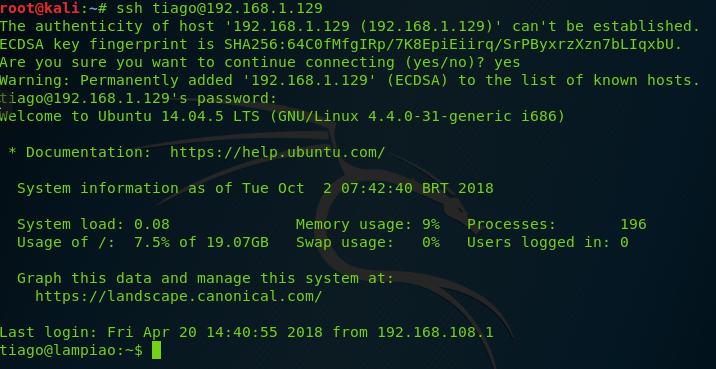 root@kali:~# ssh tiago@192.168.1.129
The authenticity of host '192.168.1.129 (192.168.1.129)' can't be established.
ECDSA key fingerprint is SHA256:64C0fMfgIRp/7K8EpiEiirq/SrPByxrzXzn7bLIqxbU.
Are you sure you want to continue connecting (yes/no)? yes
Warning: Permanently added '192.168.1.129' (ECDSA) to the list of known hosts.
tiago@192.168.1.129's password:
Welcome to Ubuntu 14.04.5 LTS (GNU/Linux 4.4.0-31-generic i686)
* Documentation:  https://help.ubuntu.com/
System information as of Tue Oct  2 07:42:40 BRT 2018
System load: 0.08              Memory usage: 9%   Processes:       196
Usage of /:  7.5% of 19.07GB   Swap usage:   0%   Users logged in: 0
Graph this data and manage this system at:
https://landscape.canonical.com/
Last login: Fri Apr 20 14:40:55 2018 from 192.168.108.1
tiago@lampiao:~$